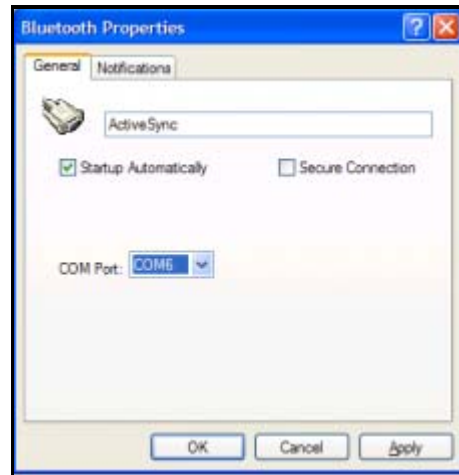 Bluetooth Properties
General Notifications
ActiveSync
Startup Automatically Secure Connection
COM Port: COM6
OK Cancel Apply